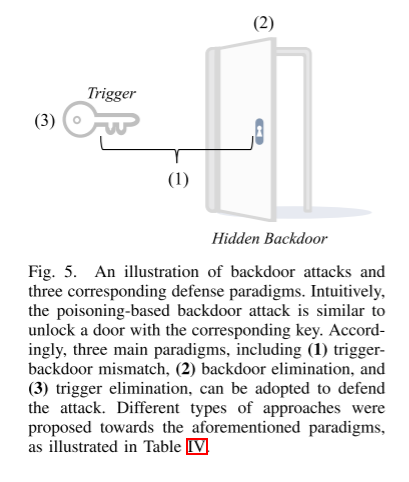 (2)
Trigger
(3)
(1)
Hidden Backdoor
Fig. 5. An illustration of backdoor attacks and
three corresponding defense paradigms. Intuitively,
the poisoning-based backdoor attack is similar to
unlock a door with the corresponding key. Accord-
ingly, three main paradigms, including (1) trigger-
backdoor mismatch, (2) backdoor elimination, and
(3) trigger elimination, can be adopted to defend
the attack. Different types of approaches were
proposed towards the aforementioned paradigms,
as illustrated in Table IV.